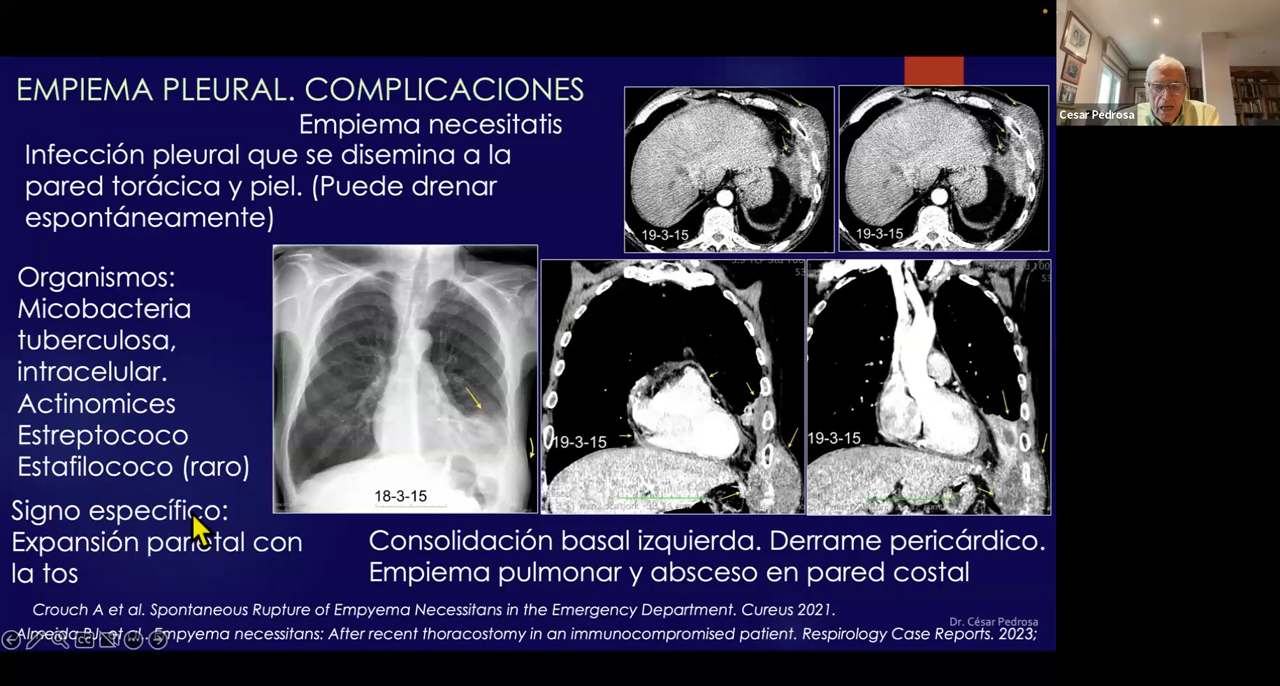 EMPIEMA PLEURAL. COMPLICACIONES
Empiema necesitatis
Infección pleural que se disemina a la
pared torácica y piel. (Puede drenar
espontáneamente)
Organismos:
Micobacteria
tuberculosa,
intracelular.
Actinomices
Estreptococo
Estafilococo (raro)
Signo específico:
Expansión parietal con
la tos
19-3-15
19-3-15
18-3-15
19-3-15
19-3-15
Consolidación basal izquierda. Derrame pericárdico.
Empiema pulmonar y absceso en pared costal
Crouch A et al. Spontaneous Rupture of Empyema Necessitans in the Emergency Department. Cureus 2021.
Dr. César Pedrosa
Almeida et al. Empyema necessitans: After recent thoracostomy in an immunocompromised patient. Respirology Case Reports. 2023;
Cesar Pedrosa